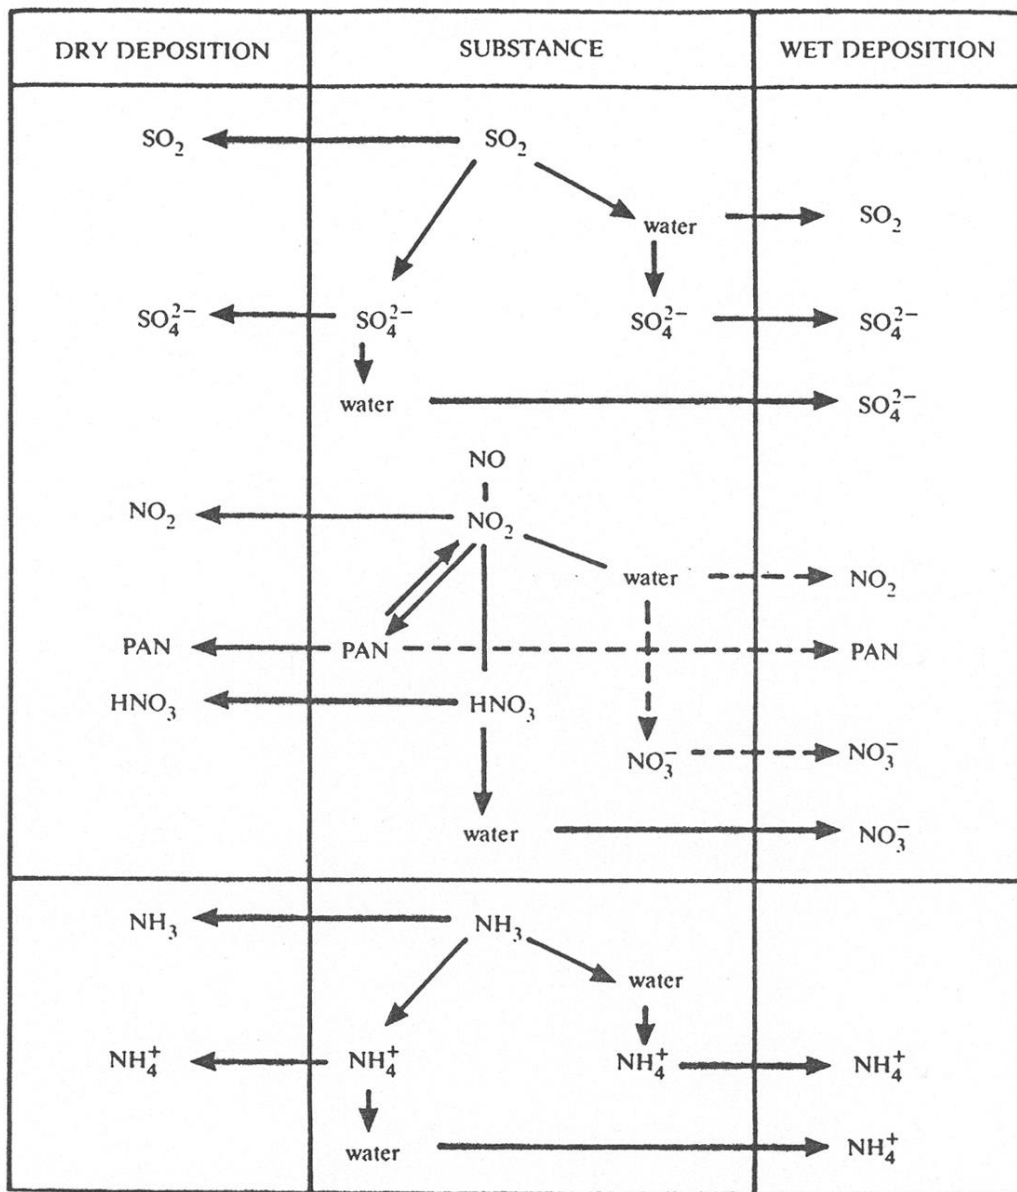 DRY DEPOSITION SUBSTANCE WET DEPOSITION
SO₂ SO₂
water SO₂
SO₄²⁻ SO₄²⁻ SO₄²⁻ SO₄²⁻
water SO₄²⁻
NO
NO₂ NO₂
water NO₂
PAN PAN PAN
HNO₃ HNO₃
NO₃⁻ NO₃⁻
water NO₃⁻
NH₃ NH₃
water
NH₄⁺ NH₄⁺ NH₄⁺ NH₄⁺
water NH₄⁺